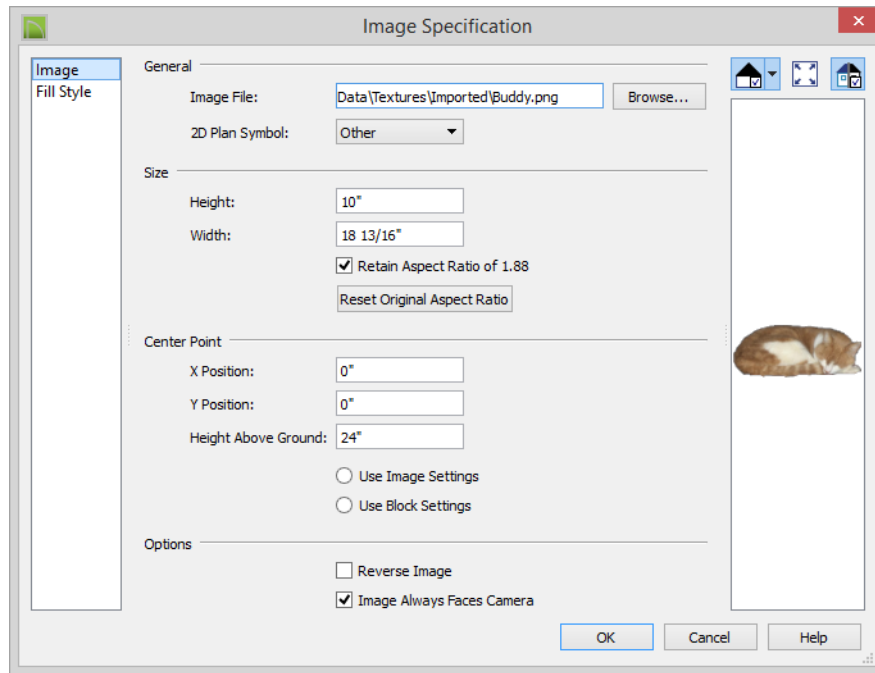 Image Specification
×
Image
Fill Style
General
Image File: Data\Textures\Imported\Buddy.png Browse...
2D Plan Symbol: Other
Size
Height: 10"
Width: 18 13/16"
Retain Aspect Ratio of 1.88
Reset Original Aspect Ratio
Center Point
X Position: 0"
Y Position: 0"
Height Above Ground: 24"
Use Image Settings
Use Block Settings
Options
Reverse Image
Image Always Faces Camera
OK Cancel Help